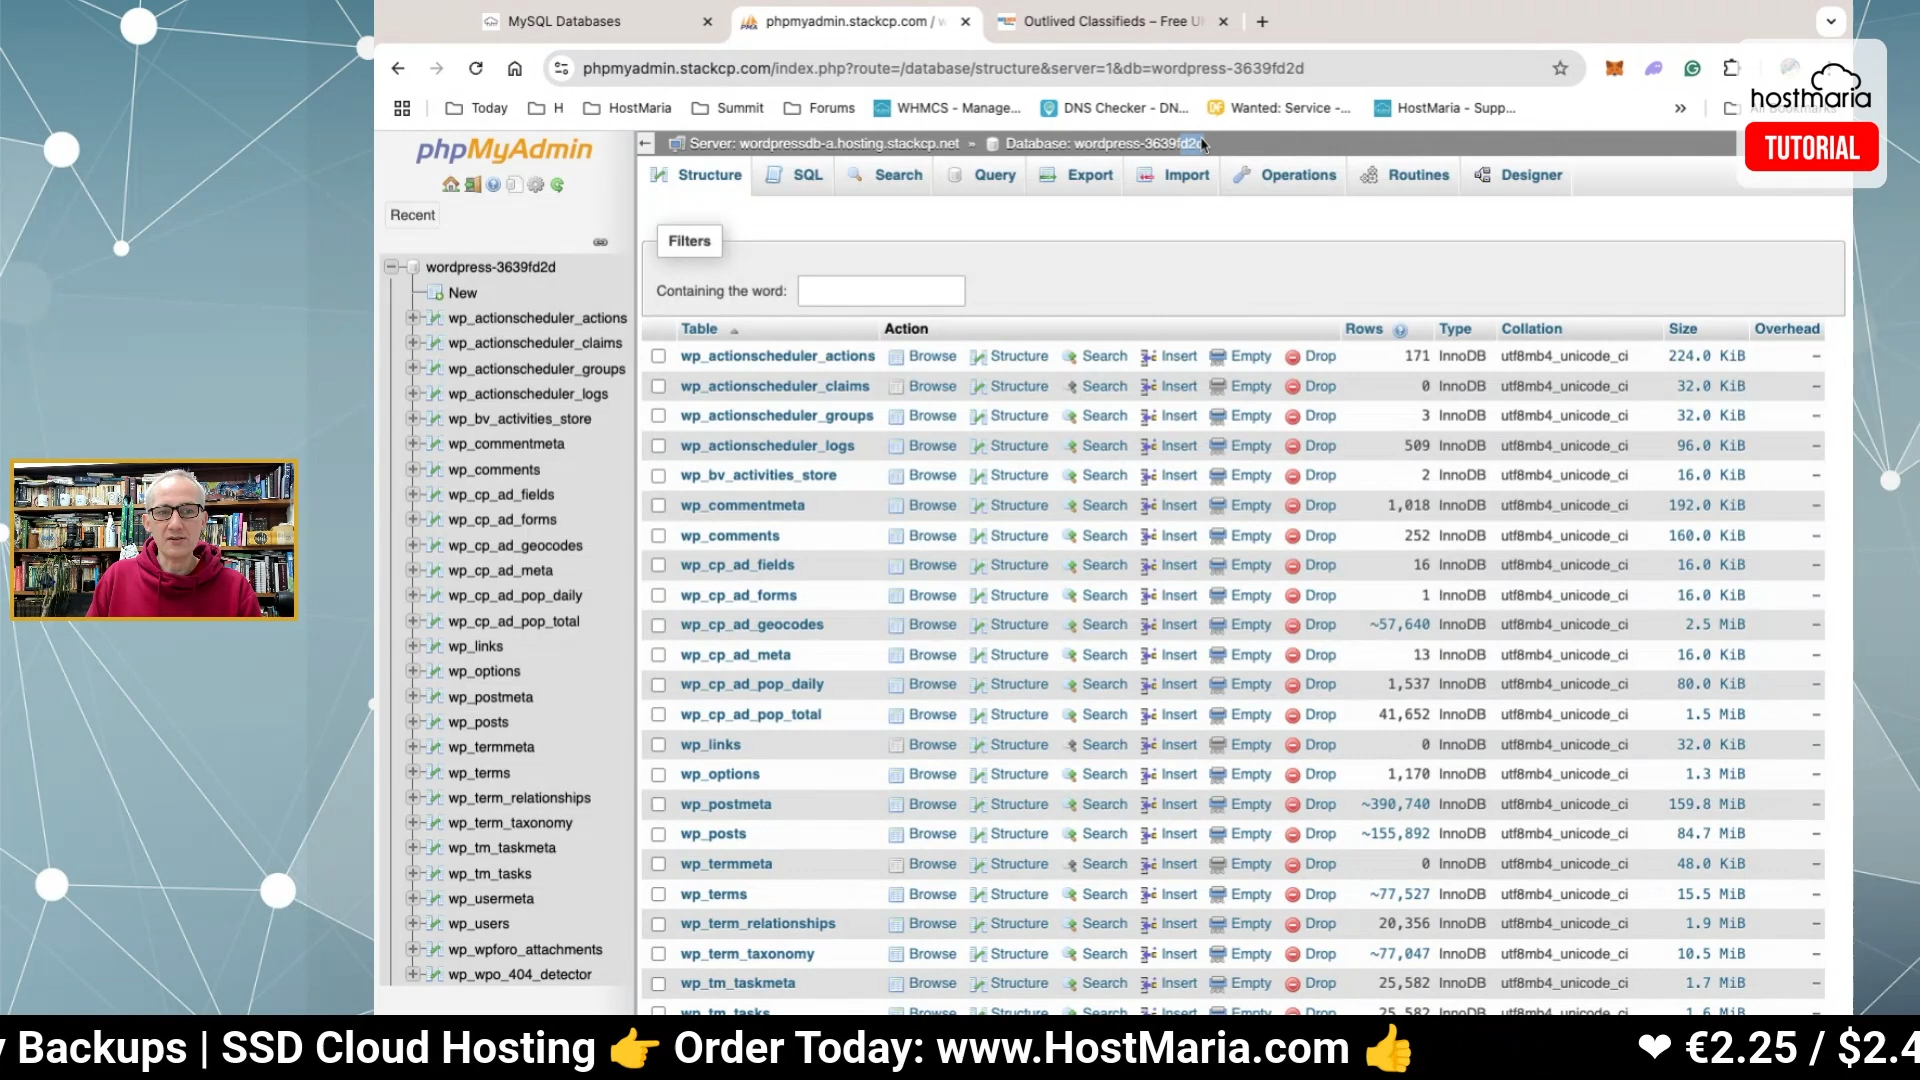 MySQL Databases
phpmyadmin.stackcp.com / w
Outlived Classifieds – Free U
phpmyadmin.stackcp.com/index.php?route=/database/structure&server=1&db=wordpress-3639fd2d
Today
H
HostMaria
Summit
Forums
WHMCS - Manage...
DNS Checker - DN...
Wanted: Service -...
HostMaria - Supp...
»
hostmaria
TUTORIAL
phpMyAdmin
Recent
wordpress-3639fd2d
New
wp_actionscheduler_actions
wp_actionscheduler_claims
wp_actionscheduler_groups
wp_actionscheduler_logs
wp_bv_activities_store
wp_commentmeta
wp_comments
wp_cp_ad_fields
wp_cp_ad_forms
wp_cp_ad_geocodes
wp_cp_ad_meta
wp_cp_ad_pop_daily
wp_cp_ad_pop_total
wp_links
wp_options
wp_postmeta
wp_posts
wp_termmeta
wp_terms
wp_term_relationships
wp_term_taxonomy
wp_tm_taskmeta
wp_tm_tasks
wp_usermeta
wp_users
wp_wpforo_attachments
wp_wpo_404_detector
Server: wordpressdb-a.hosting.stackcp.net » Database: wordpress-3639fd2d
Structure SQL Search Query Export Import Operations Routines Designer
Filters
Containing the word:
Table Action Rows Type Collation Size Overhead
wp_actionscheduler_actions Browse Structure Search Insert Empty Drop 171 InnoDB utf8mb4_unicode_ci 224.0 KiB –
wp_actionscheduler_claims Browse Structure Search Insert Empty Drop 0 InnoDB utf8mb4_unicode_ci 32.0 KiB –
wp_actionscheduler_groups Browse Structure Search Insert Empty Drop 3 InnoDB utf8mb4_unicode_ci 32.0 KiB –
wp_actionscheduler_logs Browse Structure Search Insert Empty Drop 509 InnoDB utf8mb4_unicode_ci 96.0 KiB –
wp_bv_activities_store Browse Structure Search Insert Empty Drop 2 InnoDB utf8mb4_unicode_ci 16.0 KiB –
wp_commentmeta Browse Structure Search Insert Empty Drop 1,018 InnoDB utf8mb4_unicode_ci 192.0 KiB –
wp_comments Browse Structure Search Insert Empty Drop 252 InnoDB utf8mb4_unicode_ci 160.0 KiB –
wp_cp_ad_fields Browse Structure Search Insert Empty Drop 16 InnoDB utf8mb4_unicode_ci 16.0 KiB –
wp_cp_ad_forms Browse Structure Search Insert Empty Drop 1 InnoDB utf8mb4_unicode_ci 16.0 KiB –
wp_cp_ad_geocodes Browse Structure Search Insert Empty Drop ~57,640 InnoDB utf8mb4_unicode_ci 2.5 MiB –
wp_cp_ad_meta Browse Structure Search Insert Empty Drop 13 InnoDB utf8mb4_unicode_ci 16.0 KiB –
wp_cp_ad_pop_daily Browse Structure Search Insert Empty Drop 1,537 InnoDB utf8mb4_unicode_ci 80.0 KiB –
wp_cp_ad_pop_total Browse Structure Search Insert Empty Drop 41,652 InnoDB utf8mb4_unicode_ci 1.5 MiB –
wp_links Browse Structure Search Insert Empty Drop 0 InnoDB utf8mb4_unicode_ci 32.0 KiB –
wp_options Browse Structure Search Insert Empty Drop 1,170 InnoDB utf8mb4_unicode_ci 1.3 MiB –
wp_postmeta Browse Structure Search Insert Empty Drop ~390,740 InnoDB utf8mb4_unicode_ci 159.8 MiB –
wp_posts Browse Structure Search Insert Empty Drop ~155,892 InnoDB utf8mb4_unicode_ci 84.7 MiB –
wp_termmeta Browse Structure Search Insert Empty Drop 0 InnoDB utf8mb4_unicode_ci 48.0 KiB –
wp_terms Browse Structure Search Insert Empty Drop ~77,527 InnoDB utf8mb4_unicode_ci 15.5 MiB –
wp_term_relationships Browse Structure Search Insert Empty Drop 20,356 InnoDB utf8mb4_unicode_ci 1.9 MiB –
wp_term_taxonomy Browse Structure Search Insert Empty Drop ~77,047 InnoDB utf8mb4_unicode_ci 10.5 MiB –
wp_tm_taskmeta Browse Structure Search Insert Empty Drop 25,582 InnoDB utf8mb4_unicode_ci 1.7 MiB –
wp_tm_tasks Browse Structure Search Insert Empty Drop 25,582 InnoDB utf8mb4_unicode_ci 1.6 MiB –
y Backups | SSD Cloud Hosting 👉 Order Today: www.HostMaria.com 👍 ❤ €2.25 / $2.4